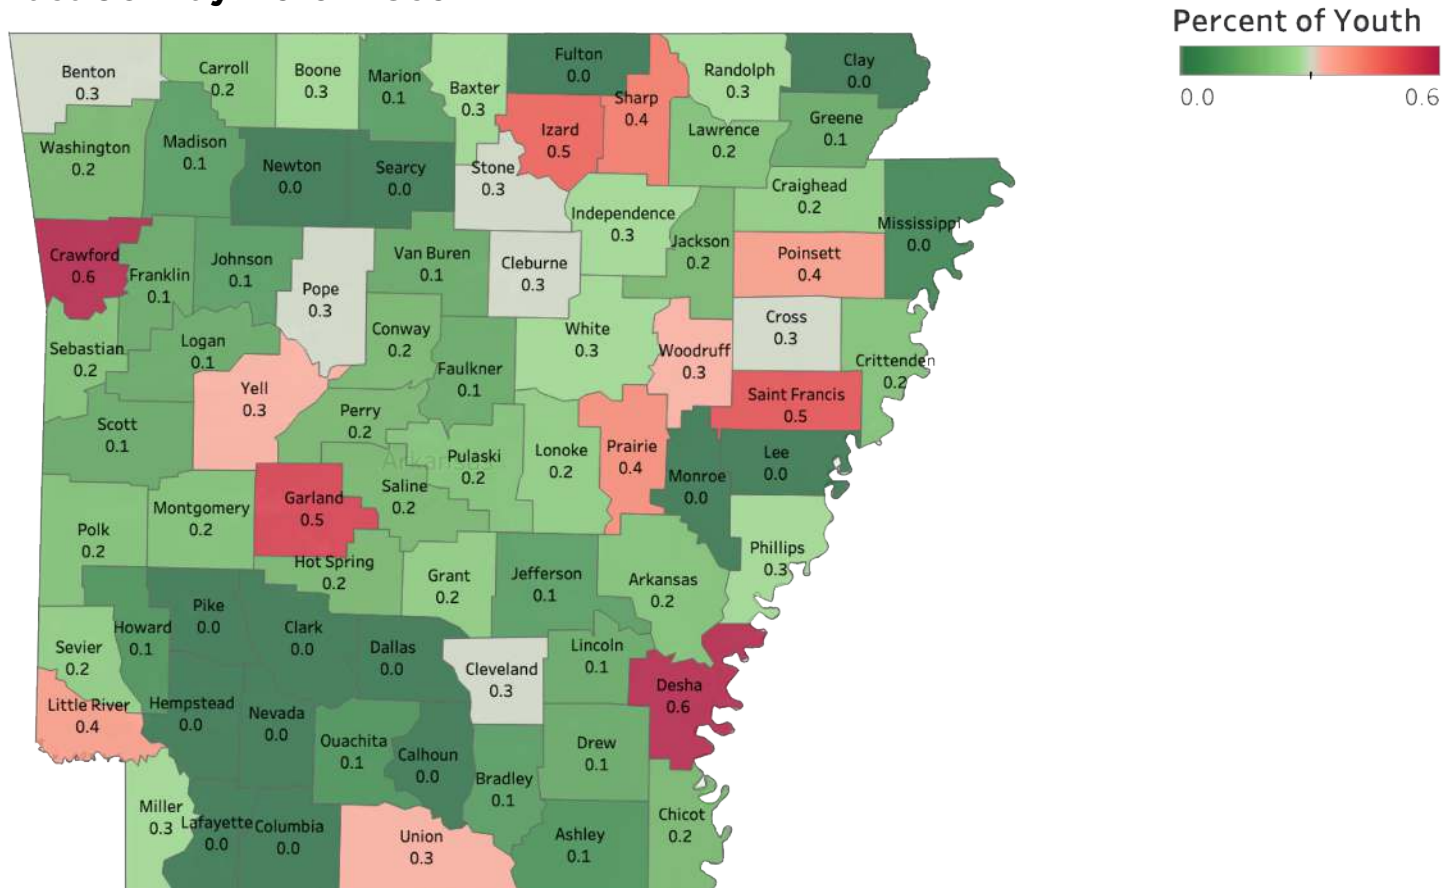 Percent of Youth
0.0 0.6
Benton
0.3
Carroll
0.2
Boone
0.3
Marion
0.1
Baxter
0.3
Fulton
0.0
Sharp
0.4
Randolph
0.3
Clay
0.0
Izard
0.5
Lawrence
0.2
Greene
0.1
Washington
0.2
Madison
0.1
Newton
0.0
Searcy
0.0
Stone
0.3
Independence
0.3
Jackson
0.2
Craighead
0.2
Mississippi
0.0
Crawford
0.6
Franklin
0.1
Johnson
0.1
Pope
0.3
Van Buren
0.1
Cleburne
0.3
Poinsett
0.4
Sebastian
0.2
Logan
0.1
Conway
0.2
Faulkner
0.1
White
0.3
Woodruff
0.3
Cross
0.3
Crittenden
0.2
Scott
0.1
Yell
0.3
Perry
0.2
Saint Francis
0.5
Arkansas
Pulaski
0.2
Lonoke
0.2
Prairie
0.4
Monroe
0.0
Lee
0.0
Polk
0.2
Montgomery
0.2
Garland
0.5
Saline
0.2
Hot Spring
0.2
Grant
0.2
Jefferson
0.1
Arkansas
0.2
Phillips
0.3
Sevier
0.2
Howard
0.1
Pike
0.0
Clark
0.0
Dallas
0.0
Cleveland
0.3
Lincoln
0.1
Desha
0.6
Little River
0.4
Hempstead
0.0
Nevada
0.0
Ouachita
0.1
Calhoun
0.0
Bradley
0.1
Drew
0.1
Miller
0.3
Lafayette
0.0
Columbia
0.0
Union
0.3
Ashley
0.1
Chicot
0.2